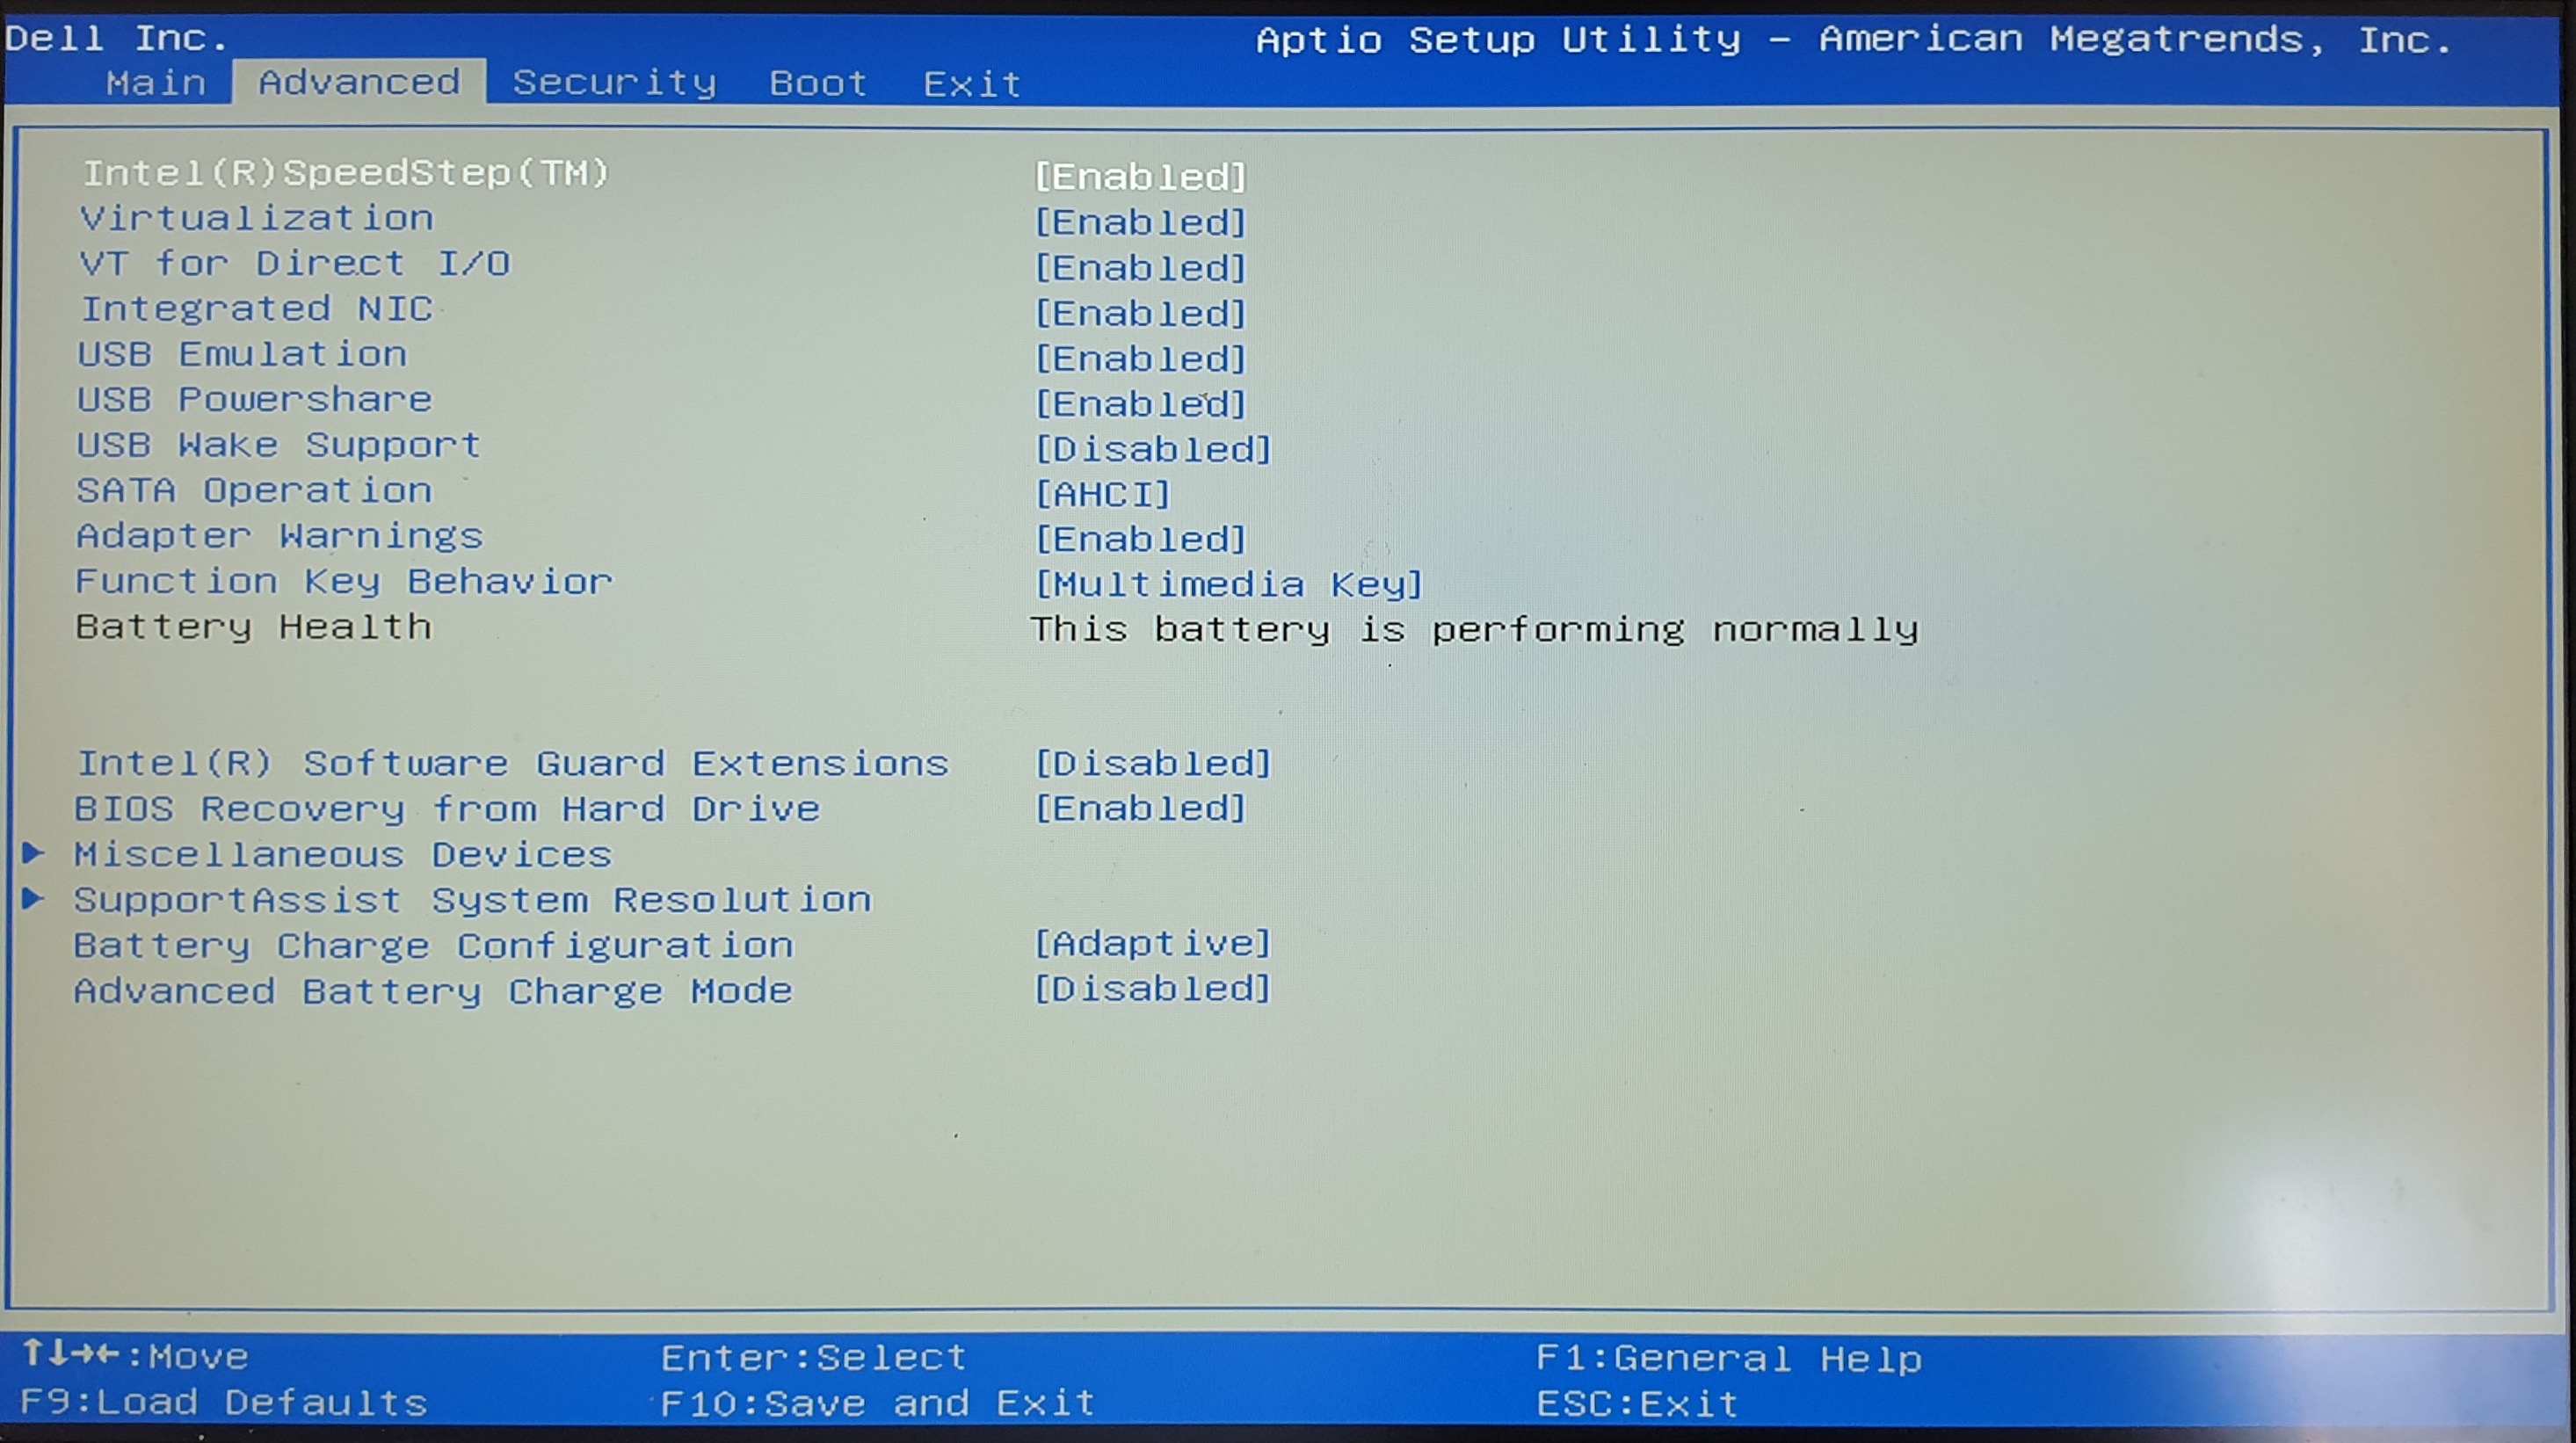 Dell Inc.
Aptio Setup Utility – American Megatrends, Inc.
Main Advanced Security Boot Exit
Intel(R)SpeedStep(TM) [Enabled]
Virtualization [Enabled]
VT for Direct I/O [Enabled]
Integrated NIC [Enabled]
USB Emulation [Enabled]
USB Powershare [Enabled]
USB Wake Support [Disabled]
SATA Operation [AHCI]
Adapter Warnings [Enabled]
Function Key Behavior [Multimedia Key]
Battery Health This battery is performing normally
Intel(R) Software Guard Extensions [Disabled]
BIOS Recovery from Hard Drive [Enabled]
▶ Miscellaneous Devices
▶ SupportAssist System Resolution
Battery Charge Configuration [Adaptive]
Advanced Battery Charge Mode [Disabled]
↑↓→←:Move Enter:Select F1:General Help
F9:Load Defaults F10:Save and Exit ESC:Exit